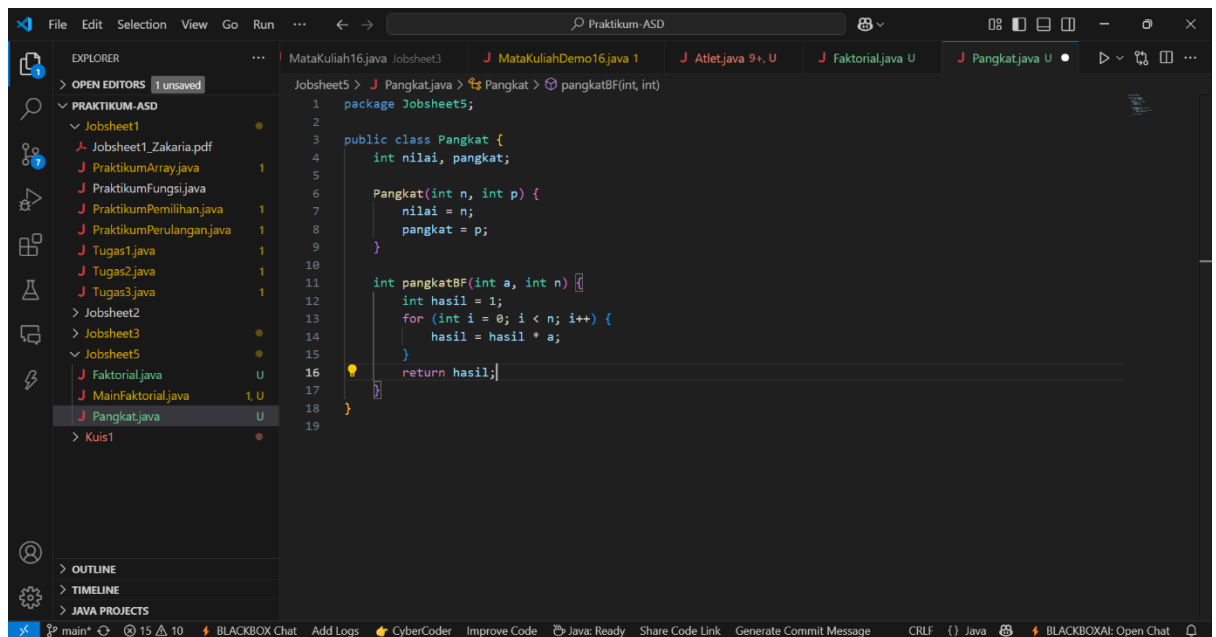 File Edit Selection View Go Run ··· Praktikum-ASD
EXPLORER ···
MataKuliah16.java Jobsheet3 J MataKuliahDemo16.java 1 J Atlet.java 9+, U J Faktorial.java U J Pangkat.java U
OPEN EDITORS 1 unsaved
Jobsheet5 > J Pangkat.java > Pangkat > pangkatBF(int, int)
PRAKTIKUM-ASD
Jobsheet1
Jobsheet1_Zakaria.pdf
J PraktikumArray.java 1
J PraktikumFungsi.java
J PraktikumPemilihan.java 1
J PraktikumPerulangan.java 1
J Tugas1.java 1
J Tugas2.java 1
J Tugas3.java 1
> Jobsheet2
> Jobsheet3
Jobsheet5
J Faktorial.java U
J MainFaktorial.java 1, U
J Pangkat.java U
> Kuis1
> OUTLINE
> TIMELINE
> JAVA PROJECTS
1
7
1 package Jobsheet5;
2
3 public class Pangkat {
4 int nilai, pangkat;
5
6 Pangkat(int n, int p) {
7 nilai = n;
8 pangkat = p;
9 }
10
11 int pangkatBF(int a, int n) {
12 int hasil = 1;
13 for (int i = 0; i < n; i++) {
14 hasil = hasil * a;
15 }
16 return hasil;
17 }
18 }
19
main* 15 10 BLACKBOX Chat Add Logs CyberCoder Improve Code Java: Ready Share Code Link Generate Commit Message CRLF {} Java BLACKBOXAI: Open Chat